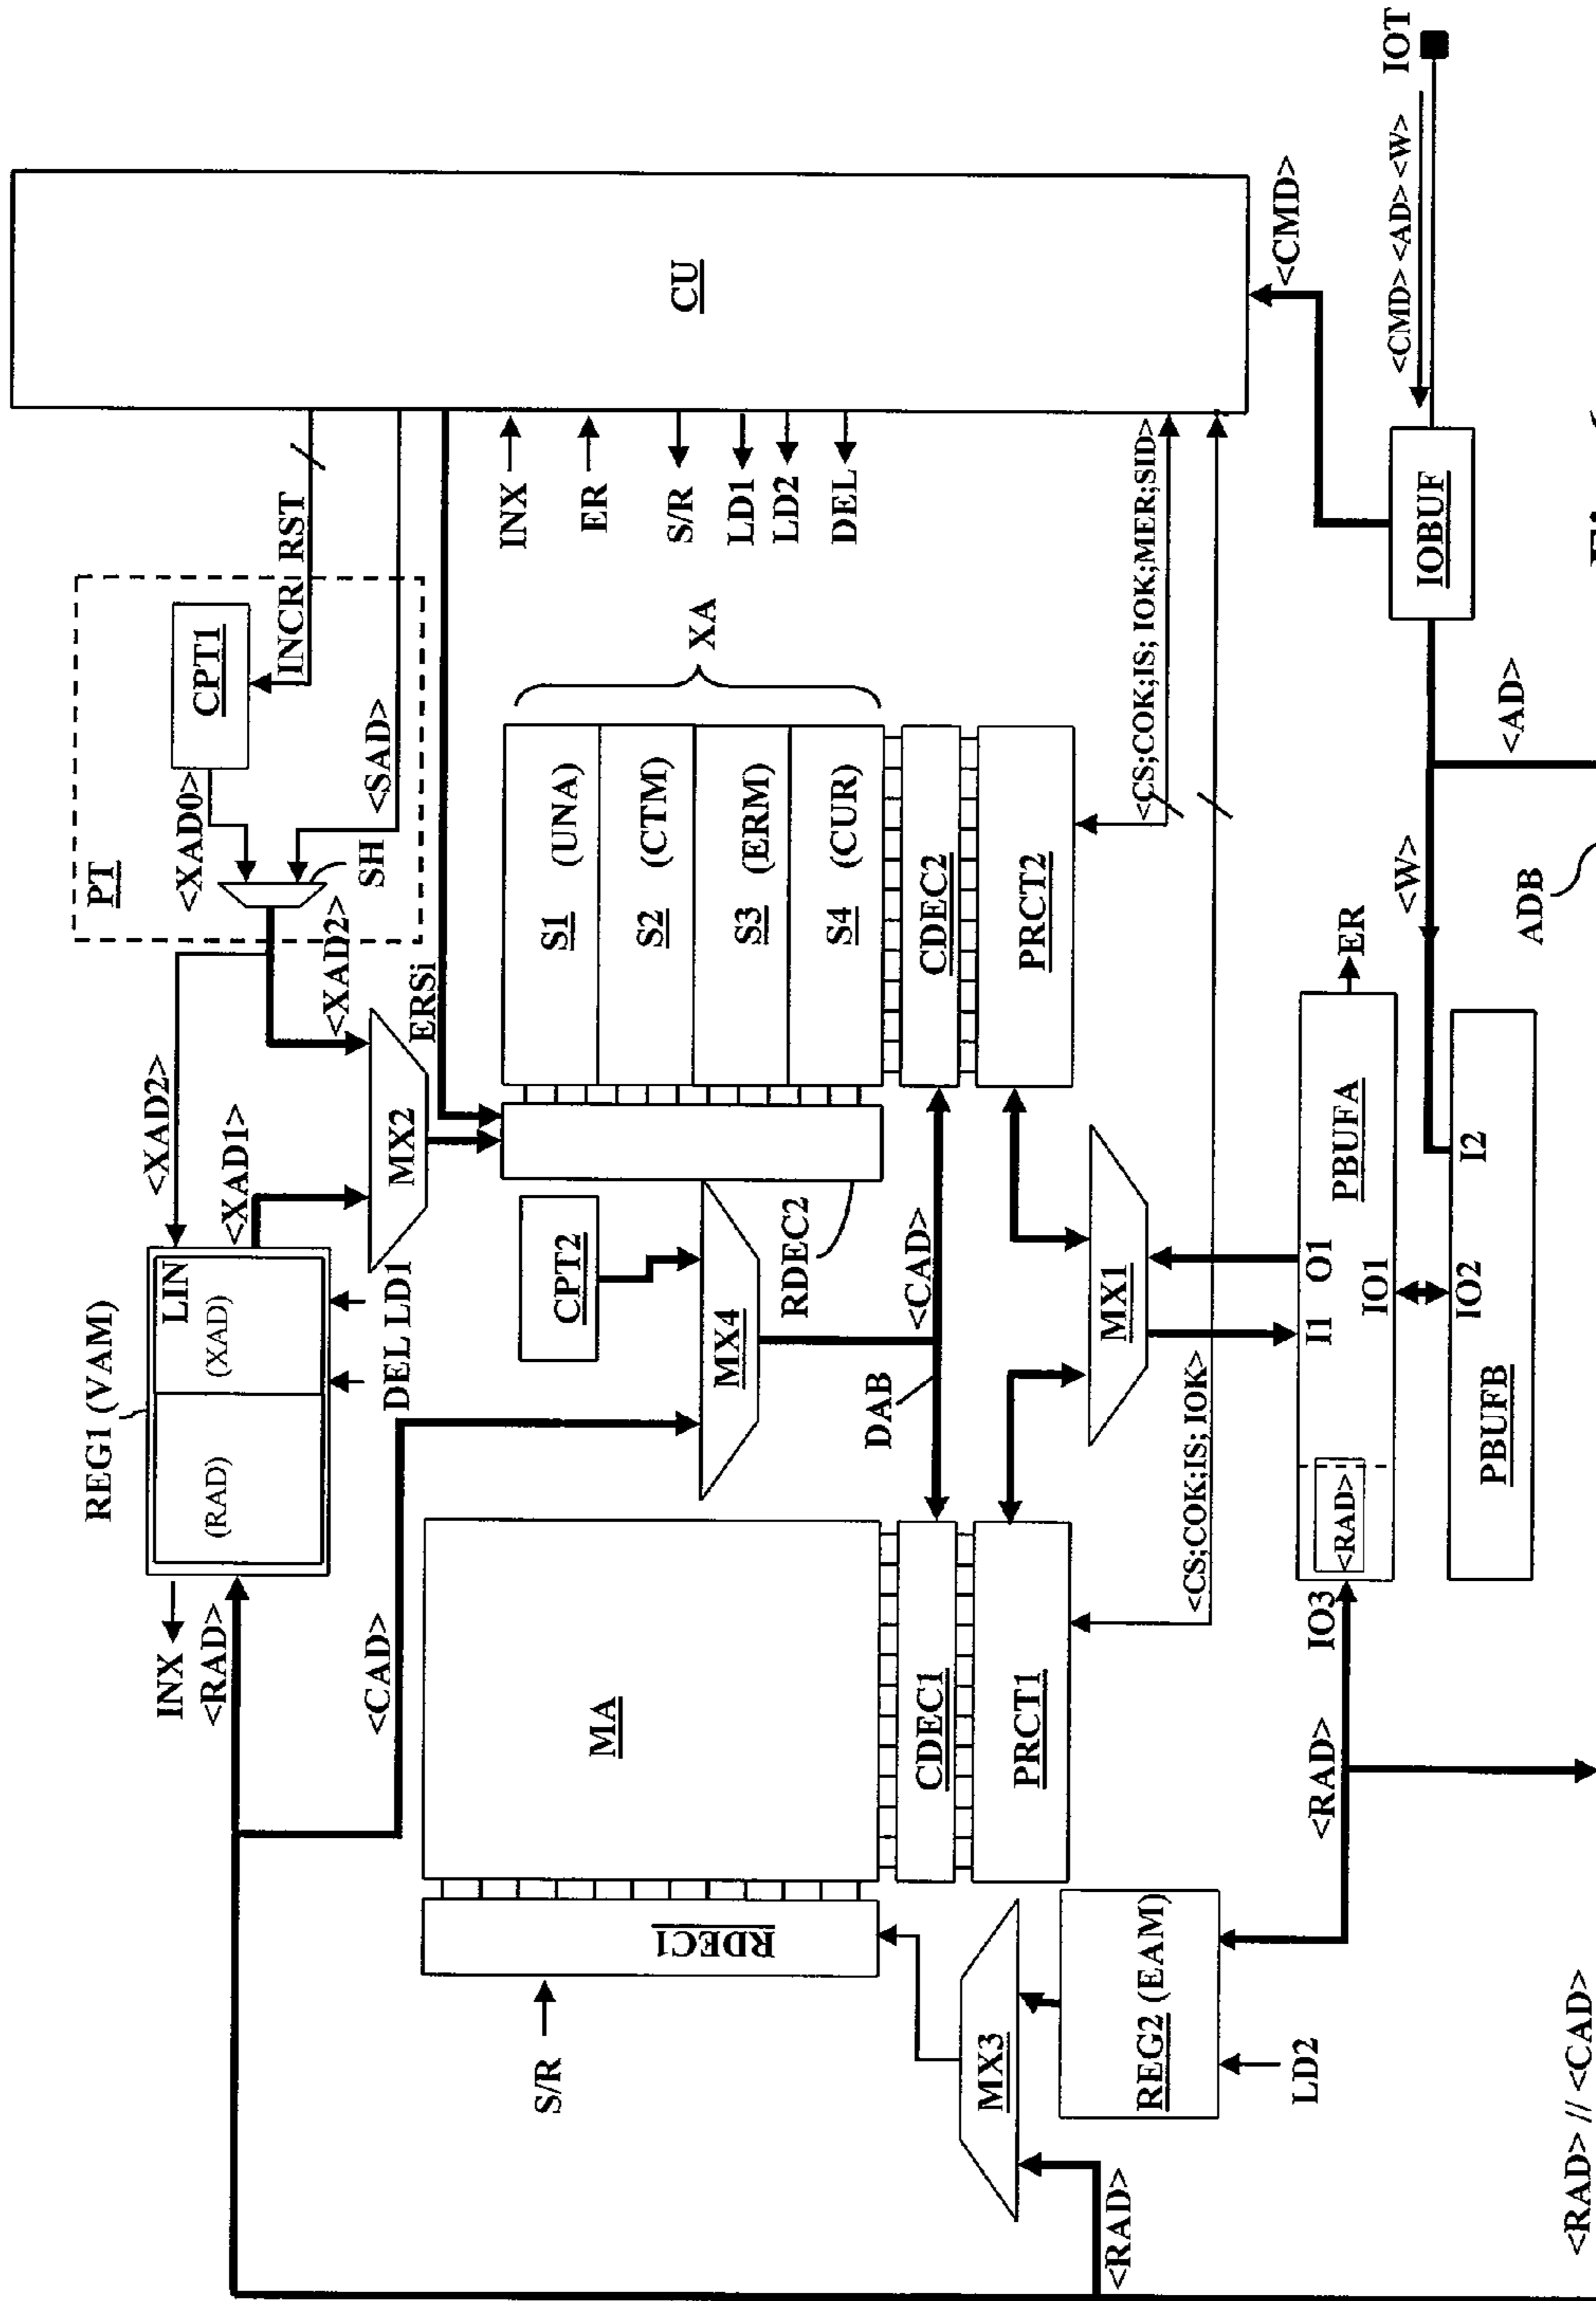 REG1 (VAM)
INX
<RAD>
(RAD)
LIN
(XAD)
DEL LD1
<XAD2>
<XAD1>
<XAD2>
PT
<XAD0>
SH
CPT1
INCR RST
<SAD>
MX2
ERSi
CU
INX
ER
S/R
LD1
LD2
DEL
<CAD>
S/R
RDEC1
MA
CDEC1
PRCT1
CPT2
MX4
RDEC2
DAB
<CAD>
S1 (UNA)
S2 (CTM)
S3 (ERM)
S4 (CUR)
XA
CDEC2
PRCT2
MX1
<CS;COK;IS; IOK;MER;SID>
<CS;COK;IS; IOK>
MX3
REG2 (EAM)
LD2
<RAD>
<RAD>
IO3
<RAD>
I1 O1
IO1
PBUFA
ER
IO2
I2
PBUFB
<W>
<AD>
ADB
IOBUF
<CMD>
<CMD> <AD> <W>
IOT
<RAD> // <CAD>